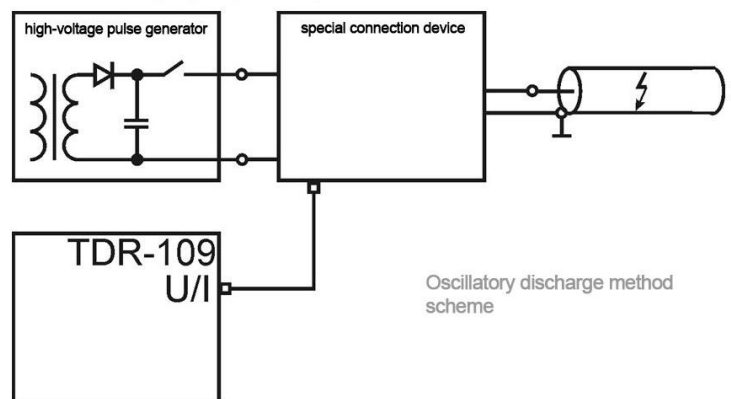 high-voltage pulse generator
special connection device
TDR-109
U/I
Oscillatory discharge method
scheme